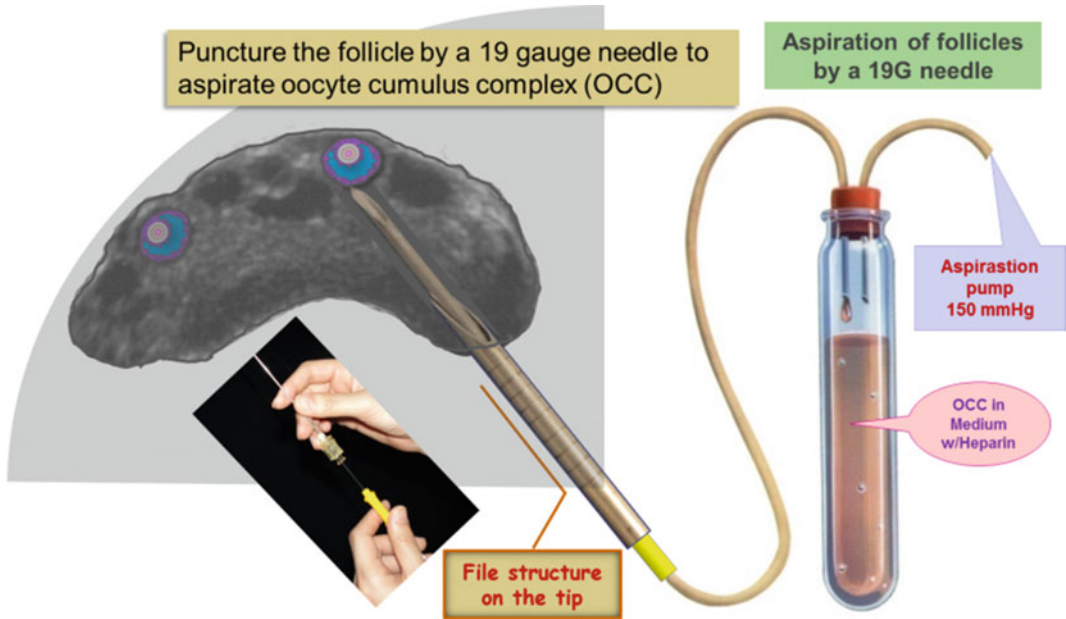 Puncture the follicle by a 19 gauge needle to
aspirate oocyte cumulus complex (OCC)
Aspiration of follicles
by a 19G needle
Aspirastion
pump
150 mmHg
OCC in
Medium
w/Heparin
File structure
on the tip